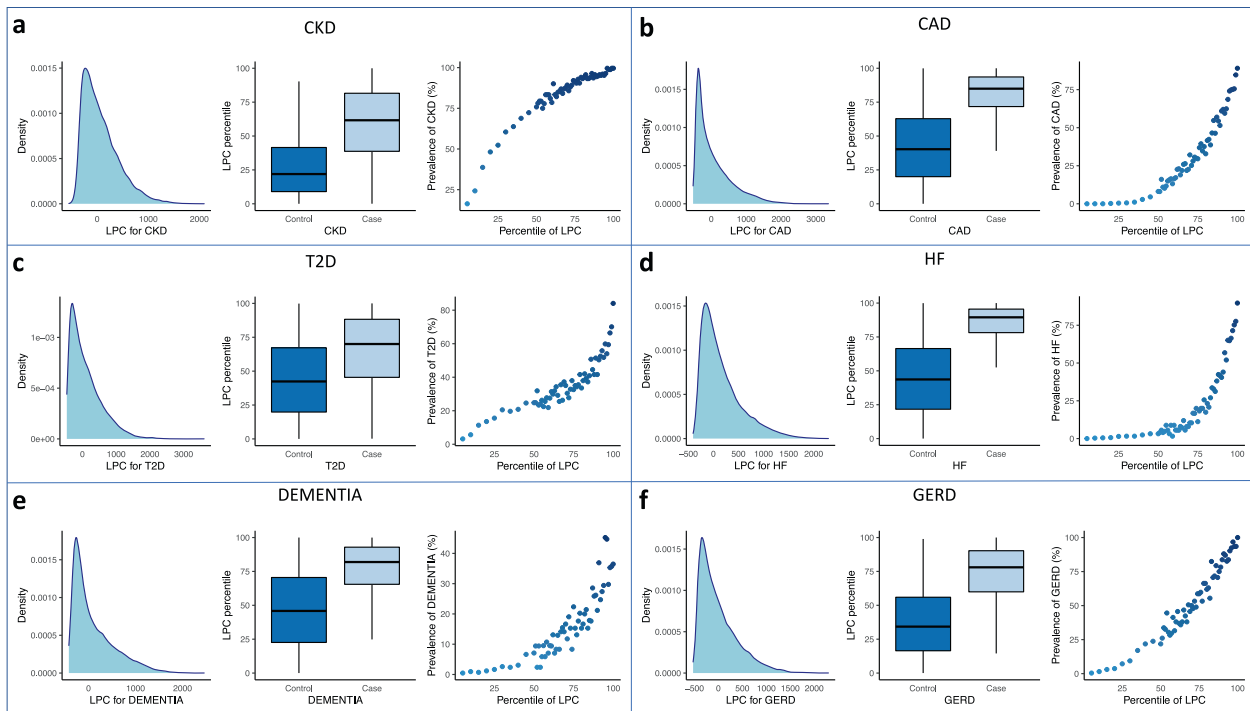 a
CKD
Density
0.0015
0.0010
0.0005
0.0000
0
1000
2000
LPC for CKD
LPC percentile
100
75
50
25
0
Control
Case
CKD
Prevalence of CKD (%)
100
75
50
25
25
50
75
100
Percentile of LPC
b
CAD
Density
0.0015
0.0010
0.0005
0.0000
0
1000
2000
3000
LPC for CAD
LPC percentile
100
75
50
25
0
Control
Case
CAD
Prevalence of CAD (%)
75
50
25
0
25
50
75
100
Percentile of LPC
c
T2D
Density
1e−03
5e−04
0e+00
0
1000
2000
3000
LPC for T2D
LPC percentile
100
75
50
25
0
Control
Case
T2D
Prevalence of T2D (%)
80
60
40
20
0
25
50
75
100
Percentile of LPC
d
HF
Density
0.0015
0.0010
0.0005
0.0000
−500
0
500
1000
1500
2000
LPC for HF
LPC percentile
100
75
50
25
0
Control
Case
HF
Prevalence of HF (%)
75
50
25
0
25
50
75
100
Percentile of LPC
e
DEMENTIA
Density
0.0015
0.0010
0.0005
0.0000
0
1000
2000
LPC for DEMENTIA
LPC percentile
100
75
50
25
0
Control
Case
DEMENTIA
Prevalence of DEMENTIA (%)
40
30
20
10
0
25
50
75
100
Percentile of LPC
f
GERD
Density
0.0015
0.0010
0.0005
0.0000
−500
0
500
1000
1500
2000
LPC for GERD
LPC percentile
100
75
50
25
0
Control
Case
GERD
Prevalence of GERD (%)
100
75
50
25
0
25
50
75
100
Percentile of LPC